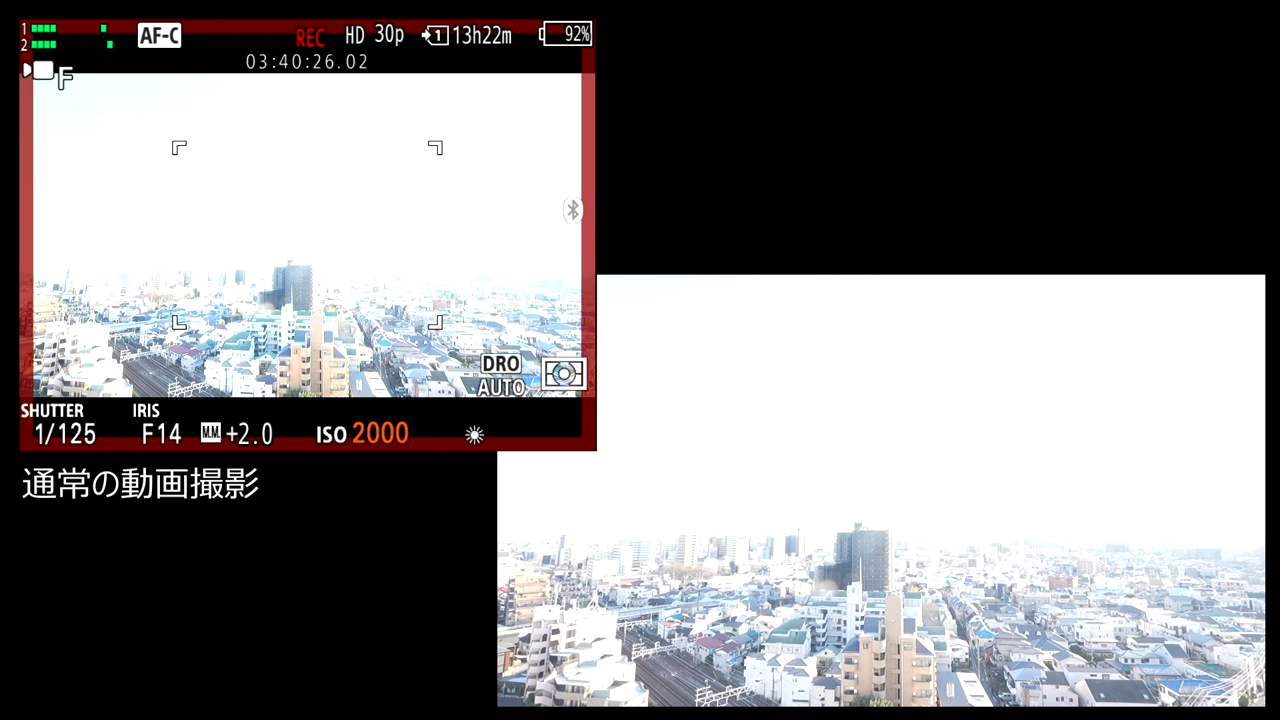 1
2
AF-C
REC HD 30p 1 13h22m 92%
03:40:26.02
F
DRO
AUTO
SHUTTER IRIS
1/125 F14 M.M. +2.0 ISO 2000
通常の動画撮影